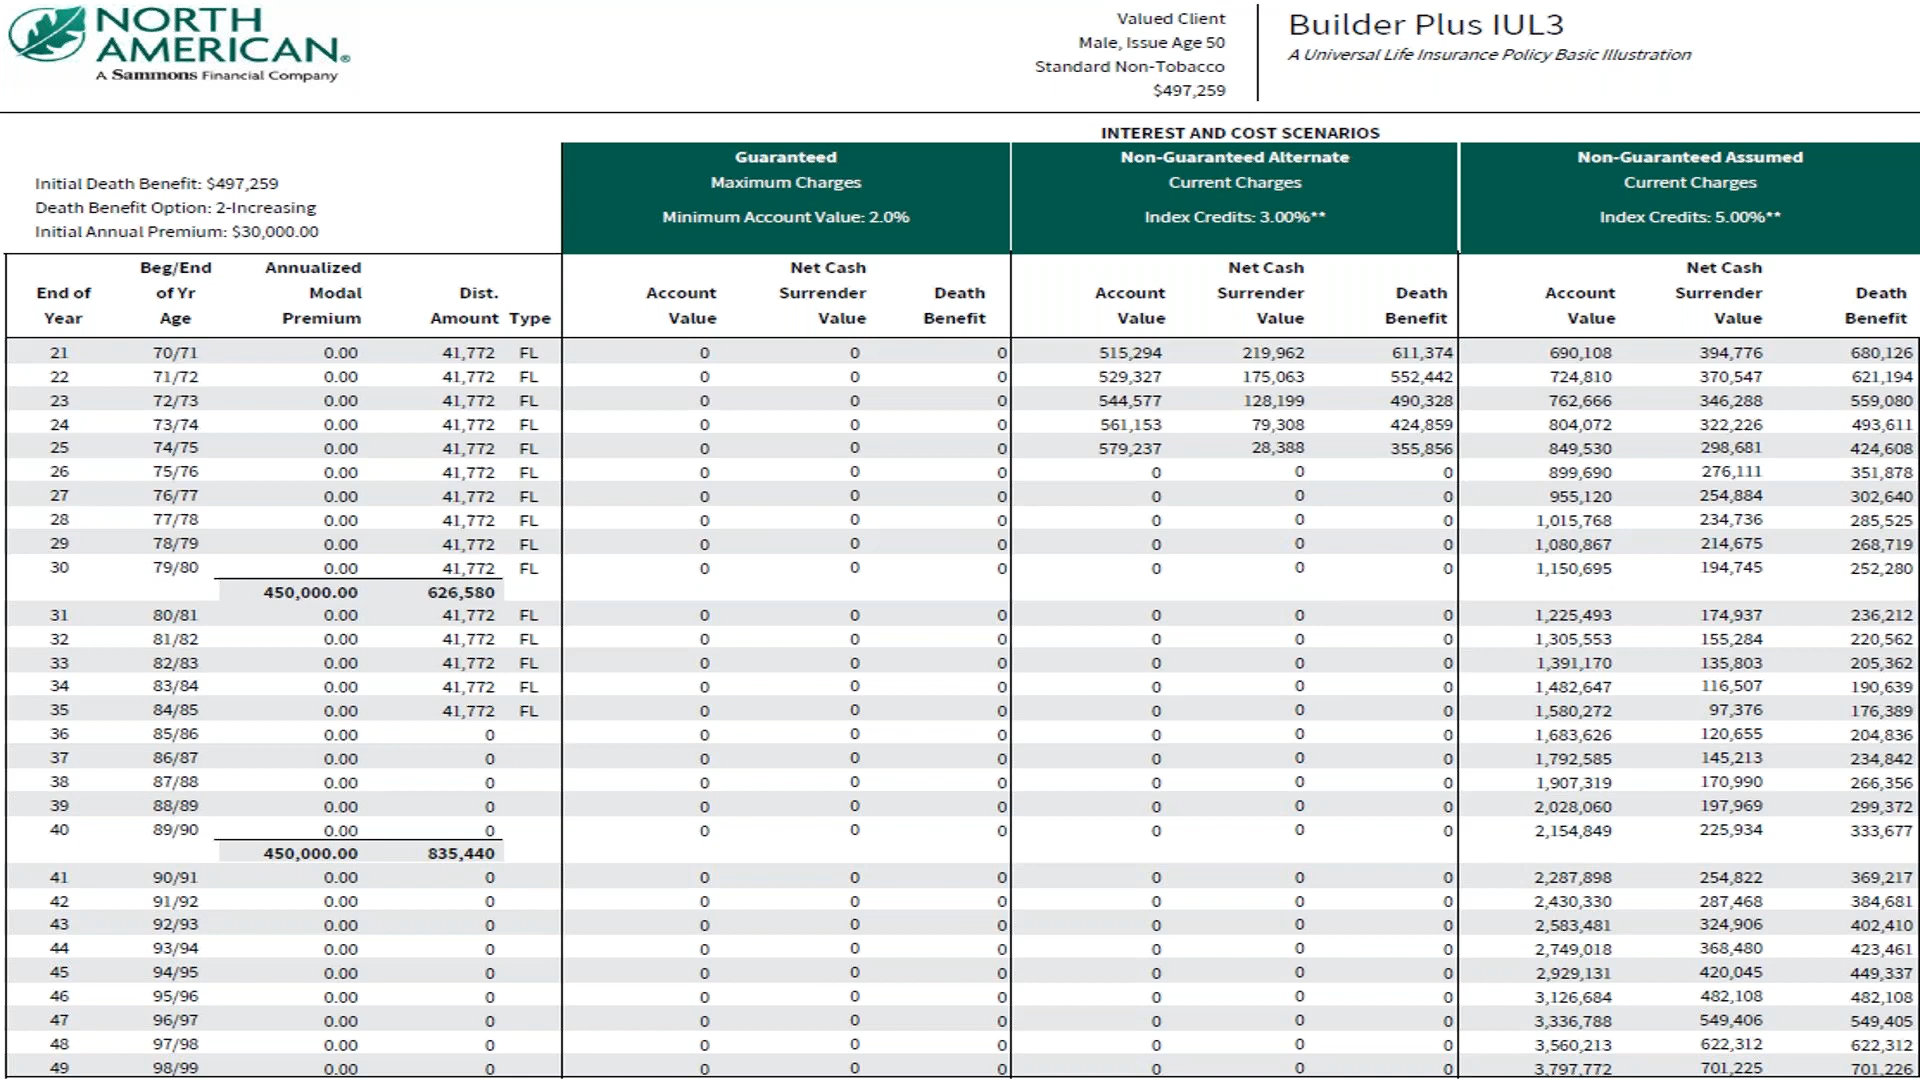 NORTH
AMERICAN®
A Sammons Financial Company
Valued Client
Male, Issue Age 50
Standard Non-Tobacco
$497,259
Builder Plus IUL3
A Universal Life Insurance Policy Basic Illustration
INTEREST AND COST SCENARIOS
Initial Death Benefit: $497,259
Death Benefit Option: 2-Increasing
Initial Annual Premium: $30,000.00
Guaranteed
Maximum Charges
Minimum Account Value: 2.0%
Non-Guaranteed Alternate
Current Charges
Index Credits: 3.00%**
Non-Guaranteed Assumed
Current Charges
Index Credits: 5.00%**
Beg/End Annualized Net Cash Net Cash Net Cash
End of of Yr Modal Dist. Account Surrender Death Account Surrender Death Account Surrender Death
Year Age Premium Amount Type Value Value Benefit Value Value Benefit Value Value Benefit
21 70/71 0.00 41,772 FL 0 0 0 515,294 219,962 611,374 690,108 394,776 680,126
22 71/72 0.00 41,772 FL 0 0 0 529,327 175,063 552,442 724,810 370,547 621,194
23 72/73 0.00 41,772 FL 0 0 0 544,577 128,199 490,328 762,666 346,288 559,080
24 73/74 0.00 41,772 FL 0 0 0 561,153 79,308 424,859 804,072 322,226 493,611
25 74/75 0.00 41,772 FL 0 0 0 579,237 28,388 355,856 849,530 298,681 424,608
26 75/76 0.00 41,772 FL 0 0 0 0 0 0 899,690 276,111 351,878
27 76/77 0.00 41,772 FL 0 0 0 0 0 0 955,120 254,884 302,640
28 77/78 0.00 41,772 FL 0 0 0 0 0 0 1,015,768 234,736 285,525
29 78/79 0.00 41,772 FL 0 0 0 0 0 0 1,080,867 214,675 268,719
30 79/80 0.00 41,772 FL 0 0 0 0 0 0 1,150,695 194,745 252,280
450,000.00 626,580
31 80/81 0.00 41,772 FL 0 0 0 0 0 0 1,225,493 174,937 236,212
32 81/82 0.00 41,772 FL 0 0 0 0 0 0 1,305,553 155,284 220,562
33 82/83 0.00 41,772 FL 0 0 0 0 0 0 1,391,170 135,803 205,362
34 83/84 0.00 41,772 FL 0 0 0 0 0 0 1,482,647 116,507 190,639
35 84/85 0.00 41,772 FL 0 0 0 0 0 0 1,580,272 97,376 176,389
36 85/86 0.00 0 0 0 0 0 0 0 1,683,626 120,655 204,836
37 86/87 0.00 0 0 0 0 0 0 0 1,792,585 145,213 234,842
38 87/88 0.00 0 0 0 0 0 0 0 1,907,319 170,990 266,356
39 88/89 0.00 0 0 0 0 0 0 0 2,028,060 197,969 299,372
40 89/90 0.00 0 0 0 0 0 0 0 2,154,849 225,934 333,677
450,000.00 835,440
41 90/91 0.00 0 0 0 0 0 0 0 2,287,898 254,822 369,217
42 91/92 0.00 0 0 0 0 0 0 0 2,430,330 287,468 384,681
43 92/93 0.00 0 0 0 0 0 0 0 2,583,481 324,906 402,410
44 93/94 0.00 0 0 0 0 0 0 0 2,749,018 368,480 423,461
45 94/95 0.00 0 0 0 0 0 0 0 2,929,131 420,045 449,337
46 95/96 0.00 0 0 0 0 0 0 0 3,126,684 482,108 482,108
47 96/97 0.00 0 0 0 0 0 0 0 3,336,788 549,406 549,405
48 97/98 0.00 0 0 0 0 0 0 0 3,560,213 622,312 622,312
49 98/99 0.00 0 0 0 0 0 0 0 3,797,772 701,225 701,226